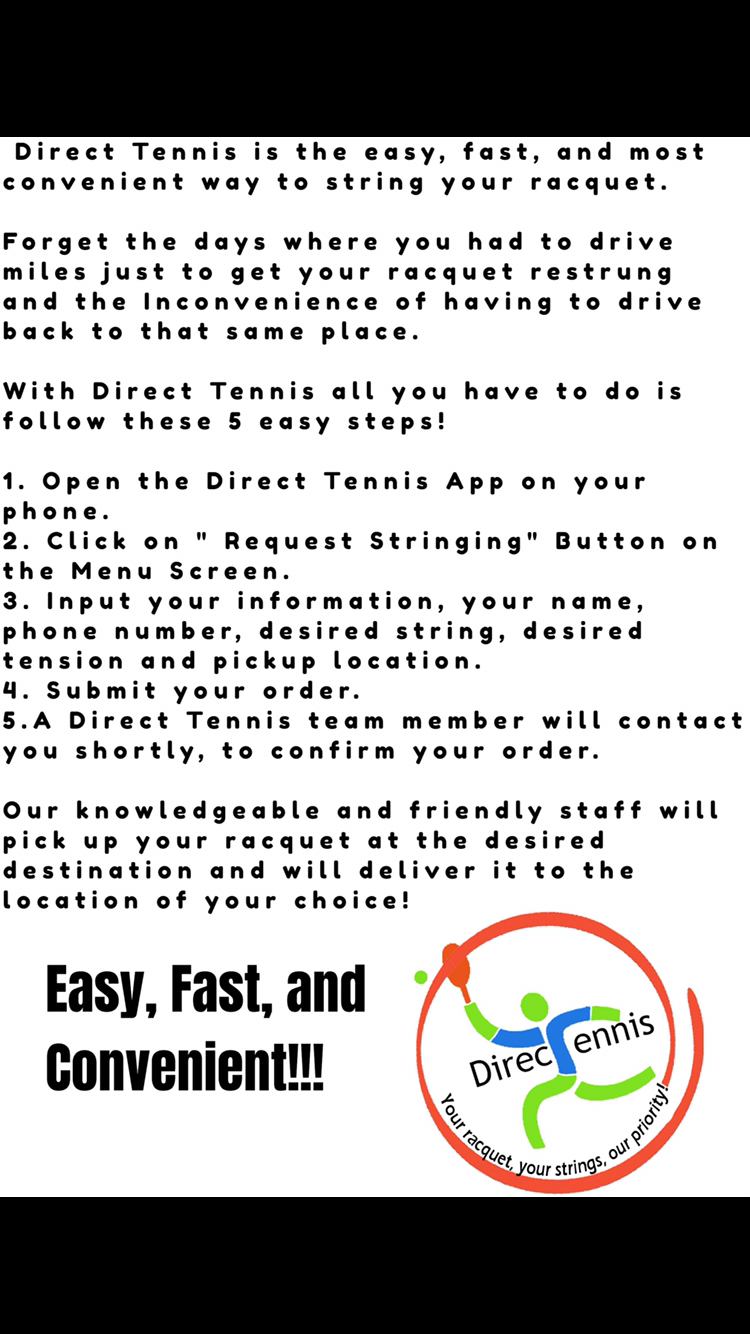 Direct Tennis is the easy, fast, and most
convenient way to string your racquet.
Forget the days where you had to drive
miles just to get your racquet restrung
and the Inconvenience of having to drive
back to that same place.
With Direct Tennis all you have to do is
follow these 5 easy steps!
1. Open the Direct Tennis App on your
phone.
2. Click on " Request Stringing" Button on
the Menu Screen.
3. Input your information, your name,
phone number, desired string, desired
tension and pickup location.
4. Submit your order.
5.A Direct Tennis team member will contact
you shortly, to confirm your order.
Our knowledgeable and friendly staff will
pick up your racquet at the desired
destination and will deliver it to the
location of your choice!
Easy, Fast, and
Convenient!!!
DirecTennis
Your racquet, your strings, our priority!